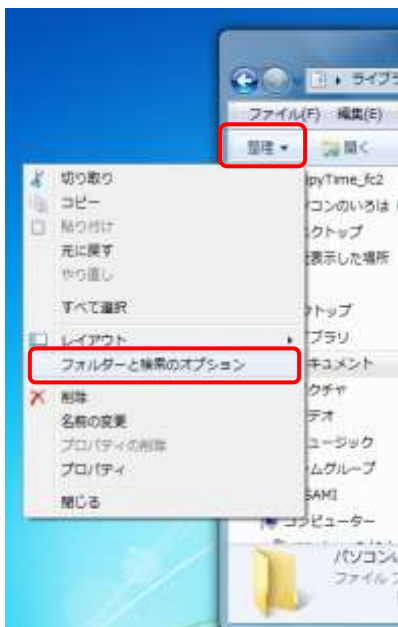 ライブラ
ファイル(F) 編集(E)
整理 開く
切り取り
コピー
貼り付け
元に戻す
やり直し
すべて選択
レイアウト
フォルダーと検索のオプション
削除
名前の変更
プロパティの削除
プロパティ
閉じる
pyTime_fc2
コンのいろは
クトップ
表示した場所
クトップ
ブラリ
キュメント
クチャ
デオ
ュージック
ムグループ
SAMI
コンピューター
パソコン
ファイル フ